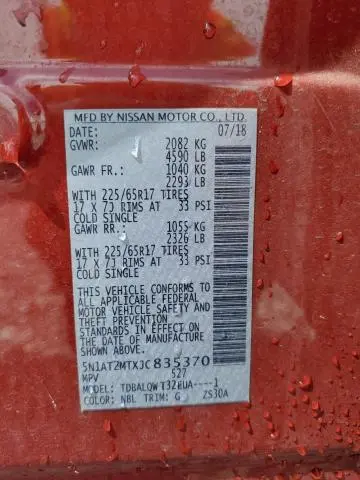 MFD BY NISSAN MOTOR CO., LTD.
DATE: 07/18
GVWR: 2082 KG
4590 LB
GAWR FR.: 1040 KG
2293 LB
WITH 225/65R17 TIRES
17 X 7J RIMS AT 33 PSI
COLD SINGLE
GAWR RR.: 1055 KG
2326 LB
WITH 225/65R17 TIRES
17 X 7J RIMS AT 33 PSI
COLD SINGLE
THIS VEHICLE CONFORMS TO
ALL APPLICABLE FEDERAL
MOTOR VEHICLE SAFETY AND
THEFT PREVENTION
STANDARDS IN EFFECT ON
THE DATE OF MANUFACTURE
SHOWN ABOVE.
5N1AT2MTXJC835370
MPV 527
MODEL: ----1
COLOR: NBL TRIM: G ZS30A